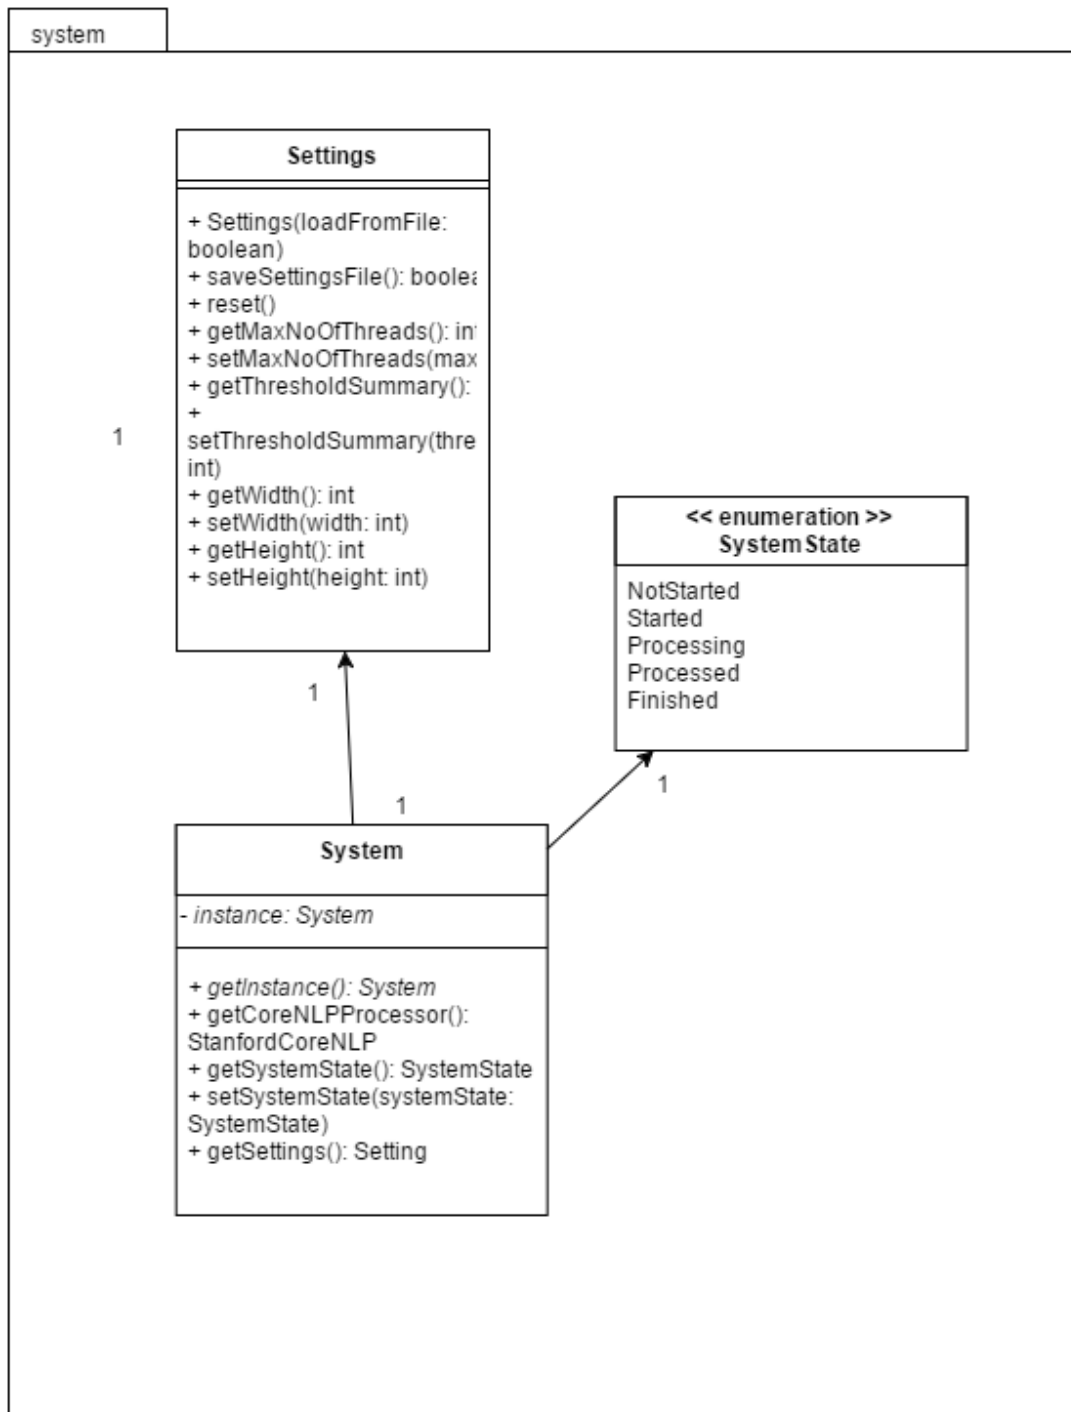 system
Settings
+ Settings(loadFromFile:
boolean)
+ saveSettingsFile(): boolea
+ reset()
+ getMaxNoOfThreads(): int
+ setMaxNoOfThreads(max
+ getThresholdSummary():
+
setThresholdSummary(thre
int)
+ getWidth(): int
+ setWidth(width: int)
+ getHeight(): int
+ setHeight(height: int)
1
<< enumeration >>
SystemState
NotStarted
Started
Processing
Processed
Finished
1
1
1
System
- instance: System
+ getInstance(): System
+ getCoreNLPProcessor():
StanfordCoreNLP
+ getSystemState(): SystemState
+ setSystemState(systemState:
SystemState)
+ getSettings(): Setting